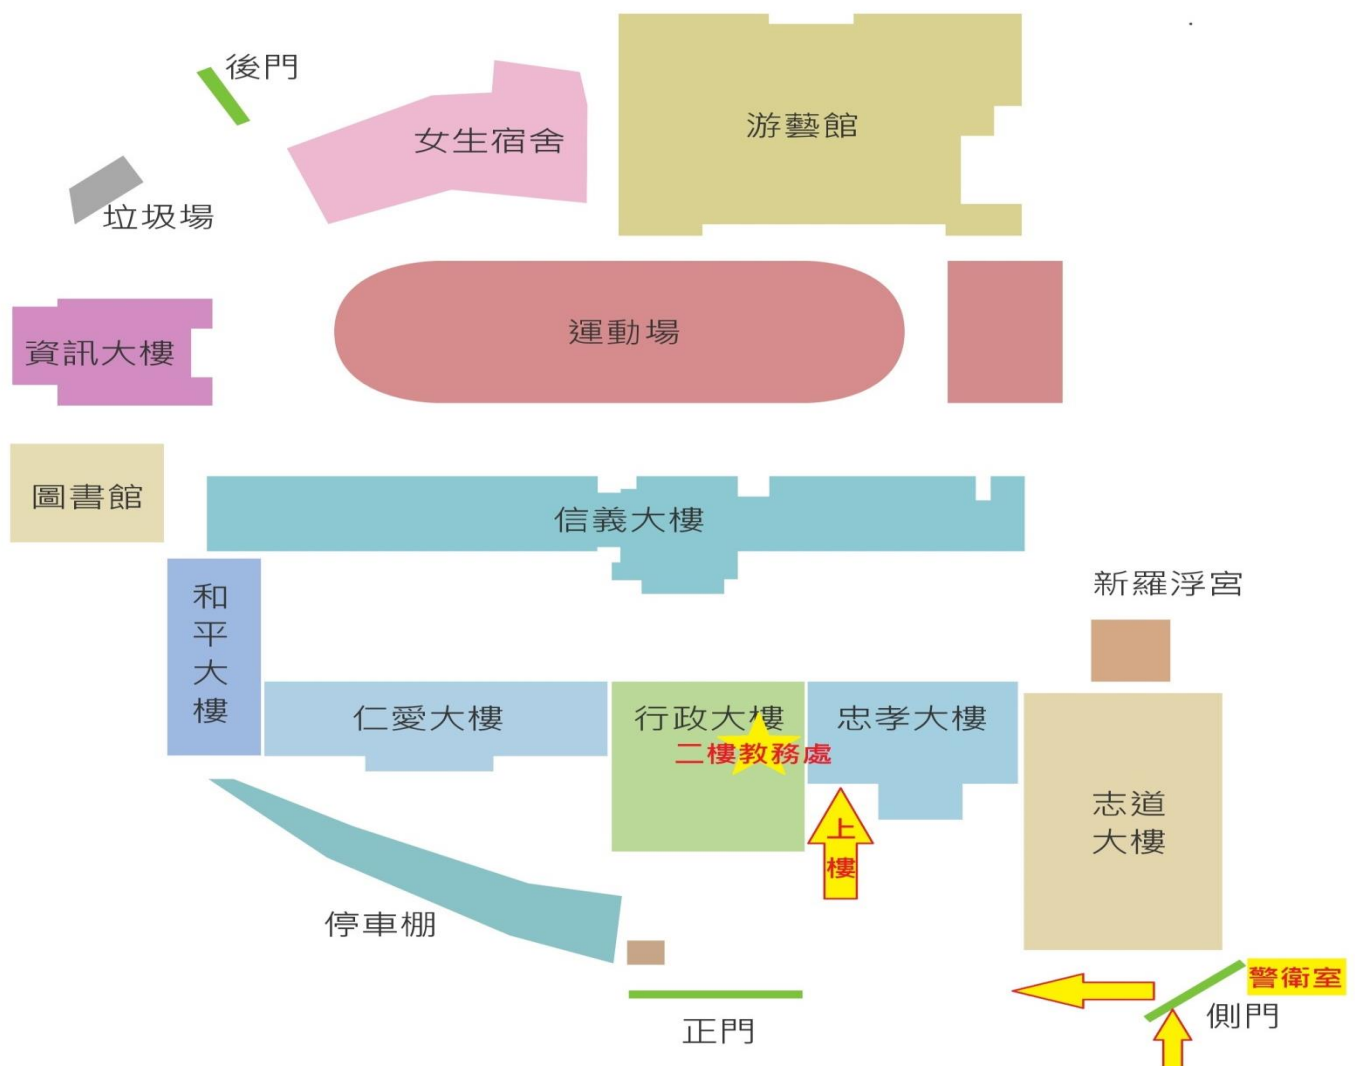 後門
女生宿舍
游藝館
垃圾場
運動場
資訊大樓
圖書館
信義大樓
新羅浮宮
和平大樓
仁愛大樓
行政大樓
忠孝大樓
二樓教務處
志道
大樓
上樓
停車棚
警衛室
側門
正門